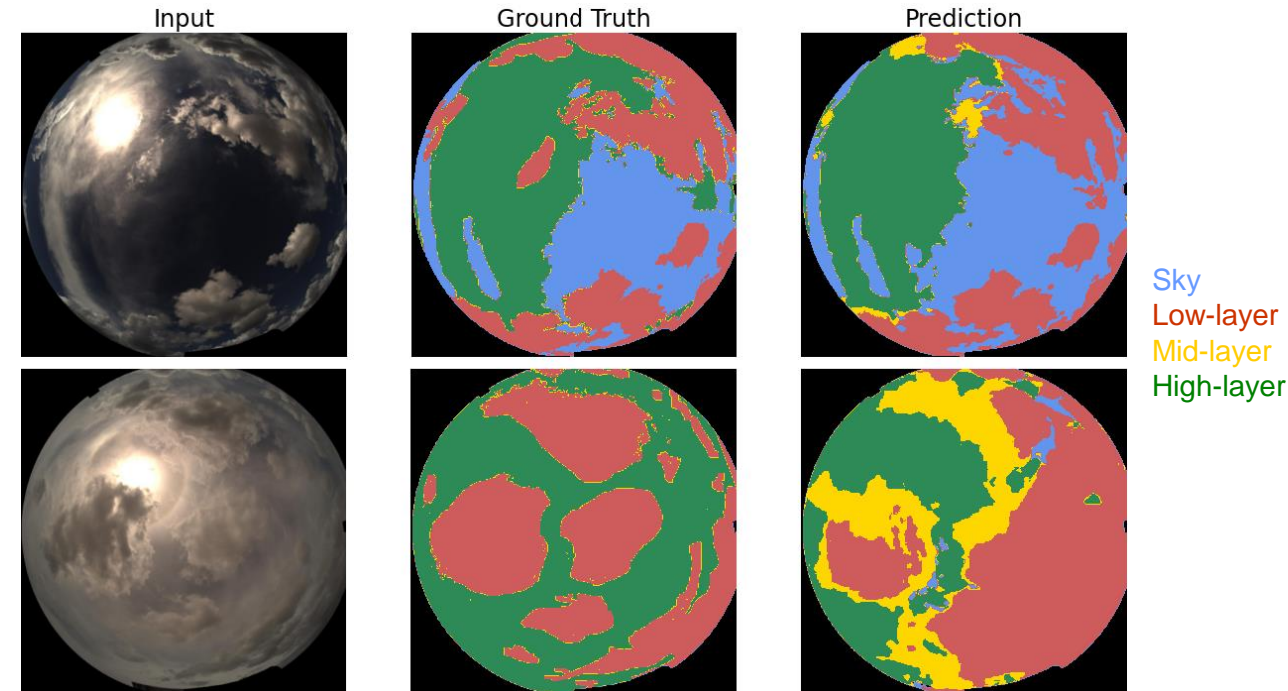 Input
Ground Truth
Prediction
Sky
Low-layer
Mid-layer
High-layer